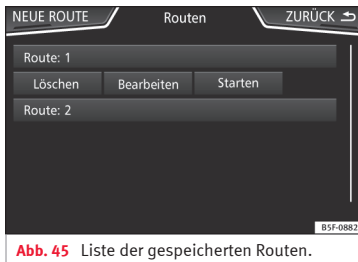 NEUE ROUTE Routen ZURÜCK
Route: 1
Löschen Bearbeiten Starten
Route: 2
B5F-0882
Abb. 45 Liste der gespeicherten Routen.